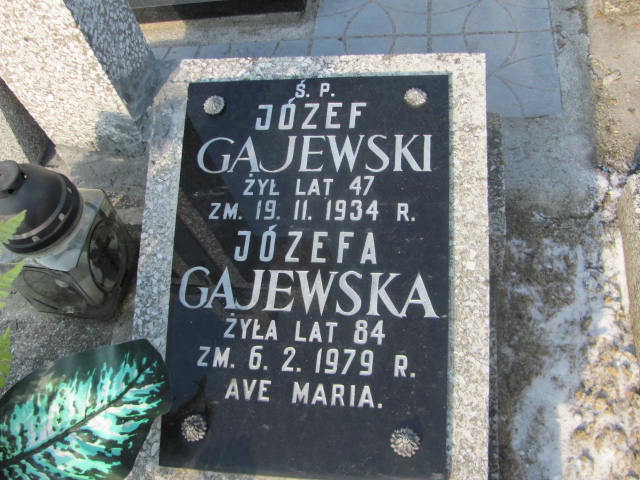 Ś. P.
JÓZEF
GAJEWSKI
ŻYŁ LAT 47
ZM. 19. 11. 1934 R.
JÓZEFA
GAJEWSKA
ŻYŁA LAT 84
ZM. 6. 2. 1979 R.
AVE MARIA.